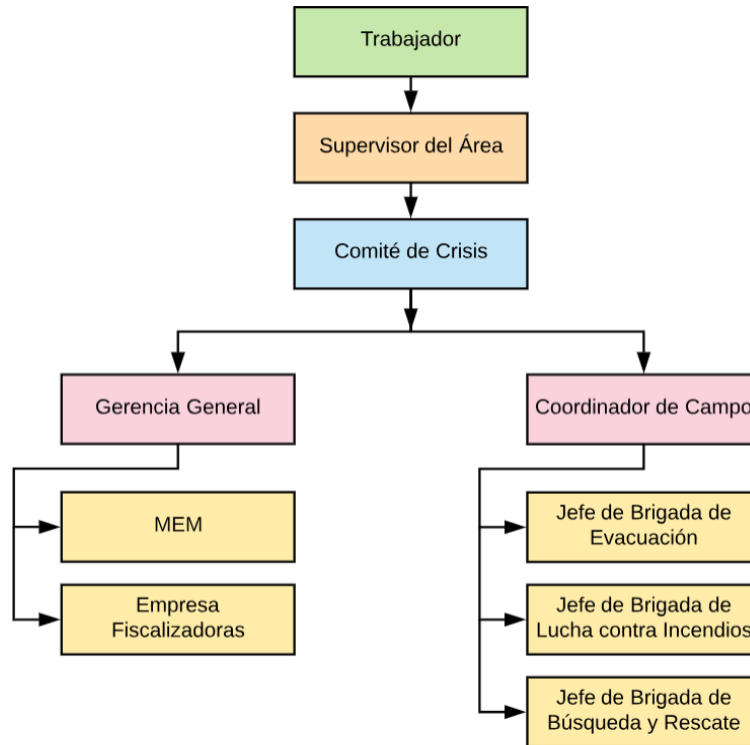 Trabajador
Supervisor del Área
Comité de Crisis
Gerencia General
Coordinador de Campo
MEM
Empresa
Fiscalizadoras
Jefe de Brigada de
Evacuación
Jefe de Brigada de
Lucha contra Incendios
Jefe de Brigada de
Búsqueda y Rescate